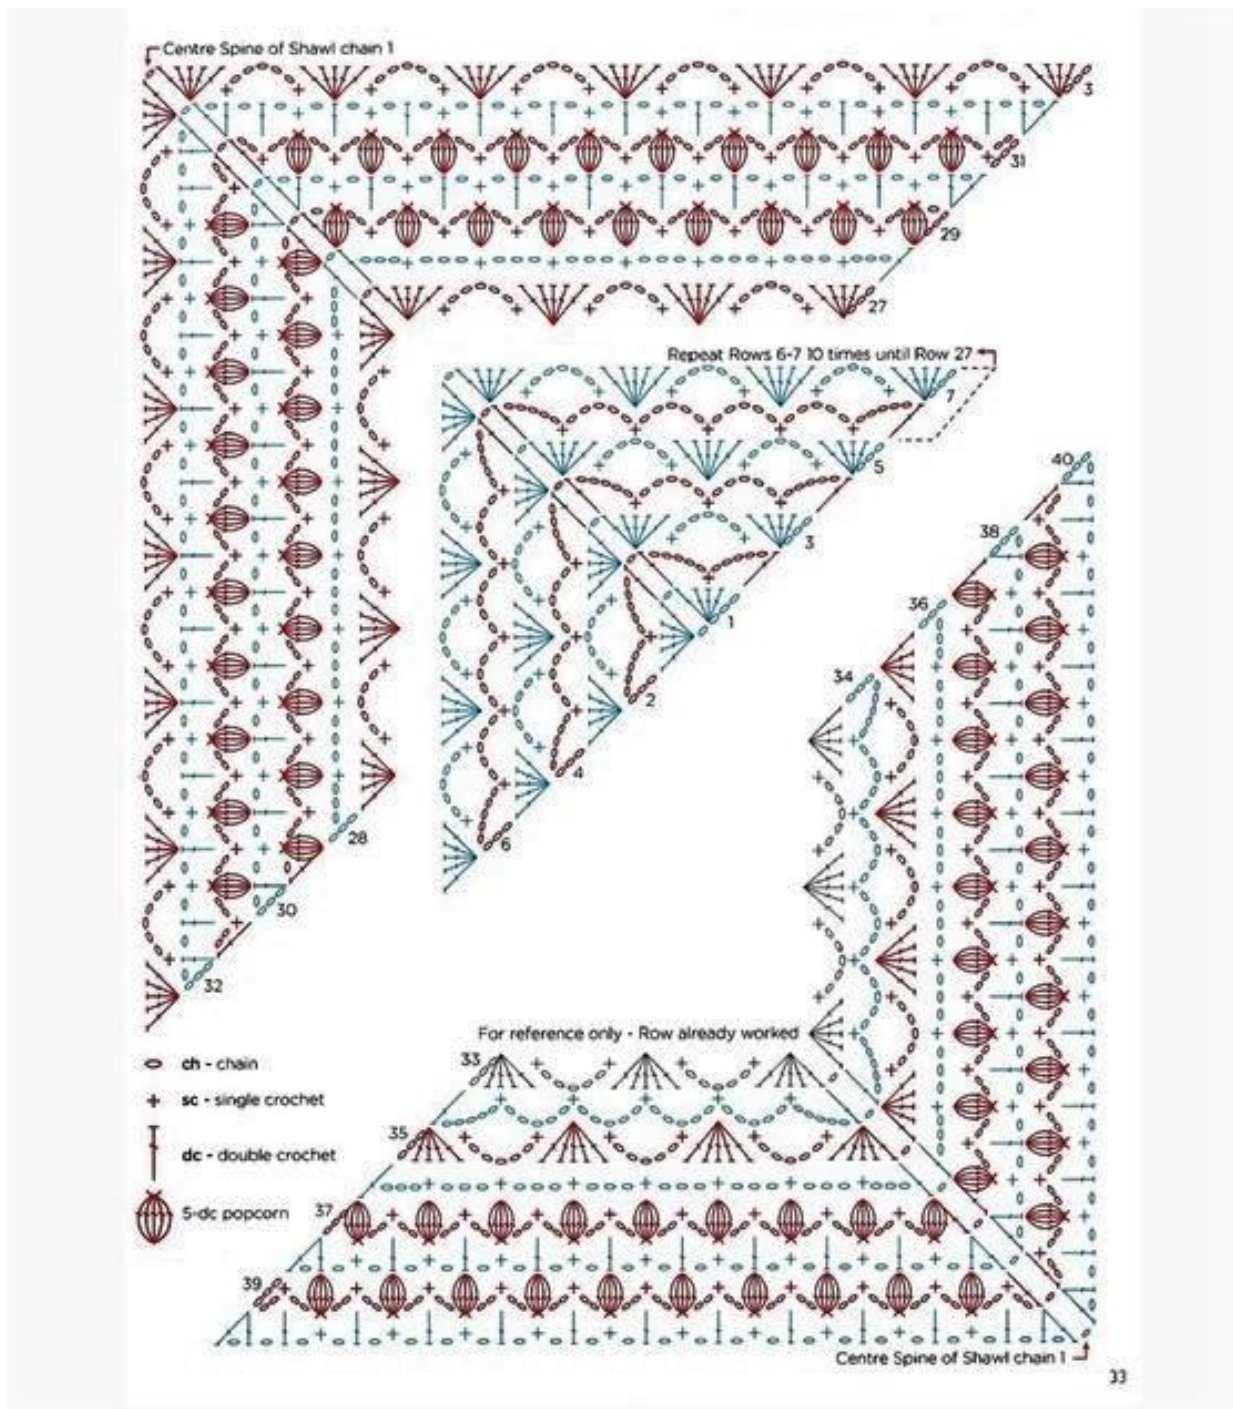 Centre Spine of Shawl chain 1
3
31
29
27
Repeat Rows 6-7 10 times until Row 27
7
5
3
1
2
4
6
28
30
32
40
38
36
34
For reference only - Row already worked
33
35
37
39
ch - chain
sc - single crochet
dc - double crochet
5-dc popcorn
Centre Spine of Shawl chain 1
33